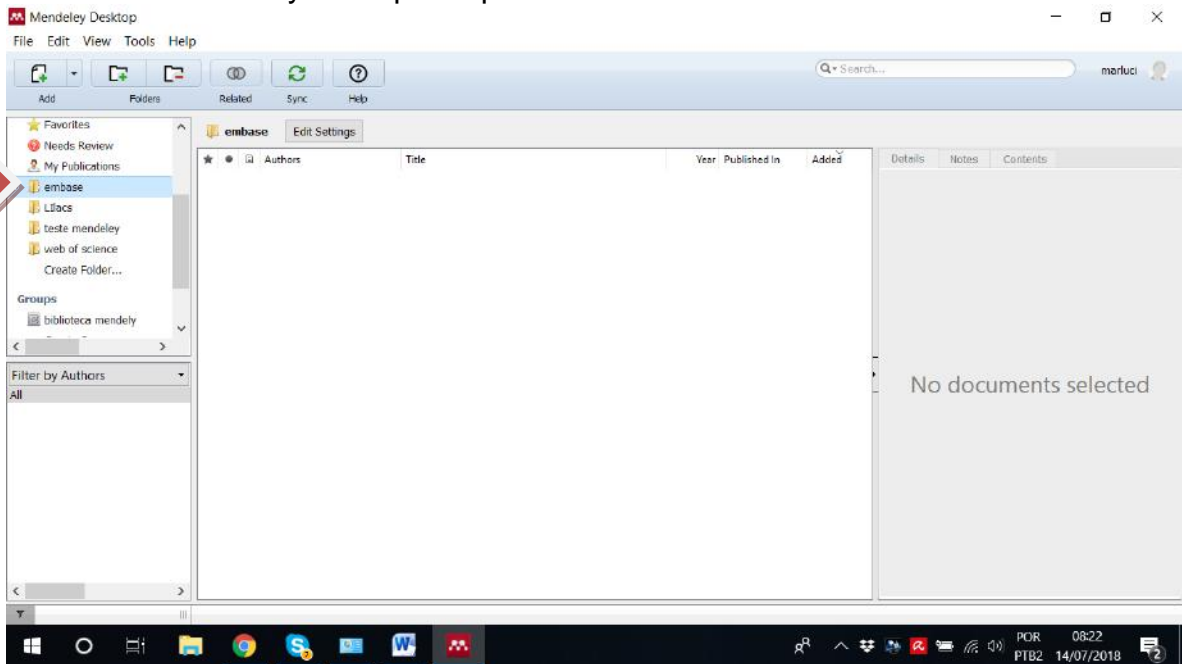 Mendeley Desktop
File Edit View Tools Help
Add Folders Related Sync Help
Search...
marluci
Favorites
Needs Review
My Publications
embase
Lilacs
teste mendeley
web of science
Create Folder...
Groups
biblioteca mendely
embase Edit Settings
Authors Title Year Published In Added
Details Notes Contents
No documents selected
Filter by Authors
All
POR 08:22
PTB2 14/07/2018
2